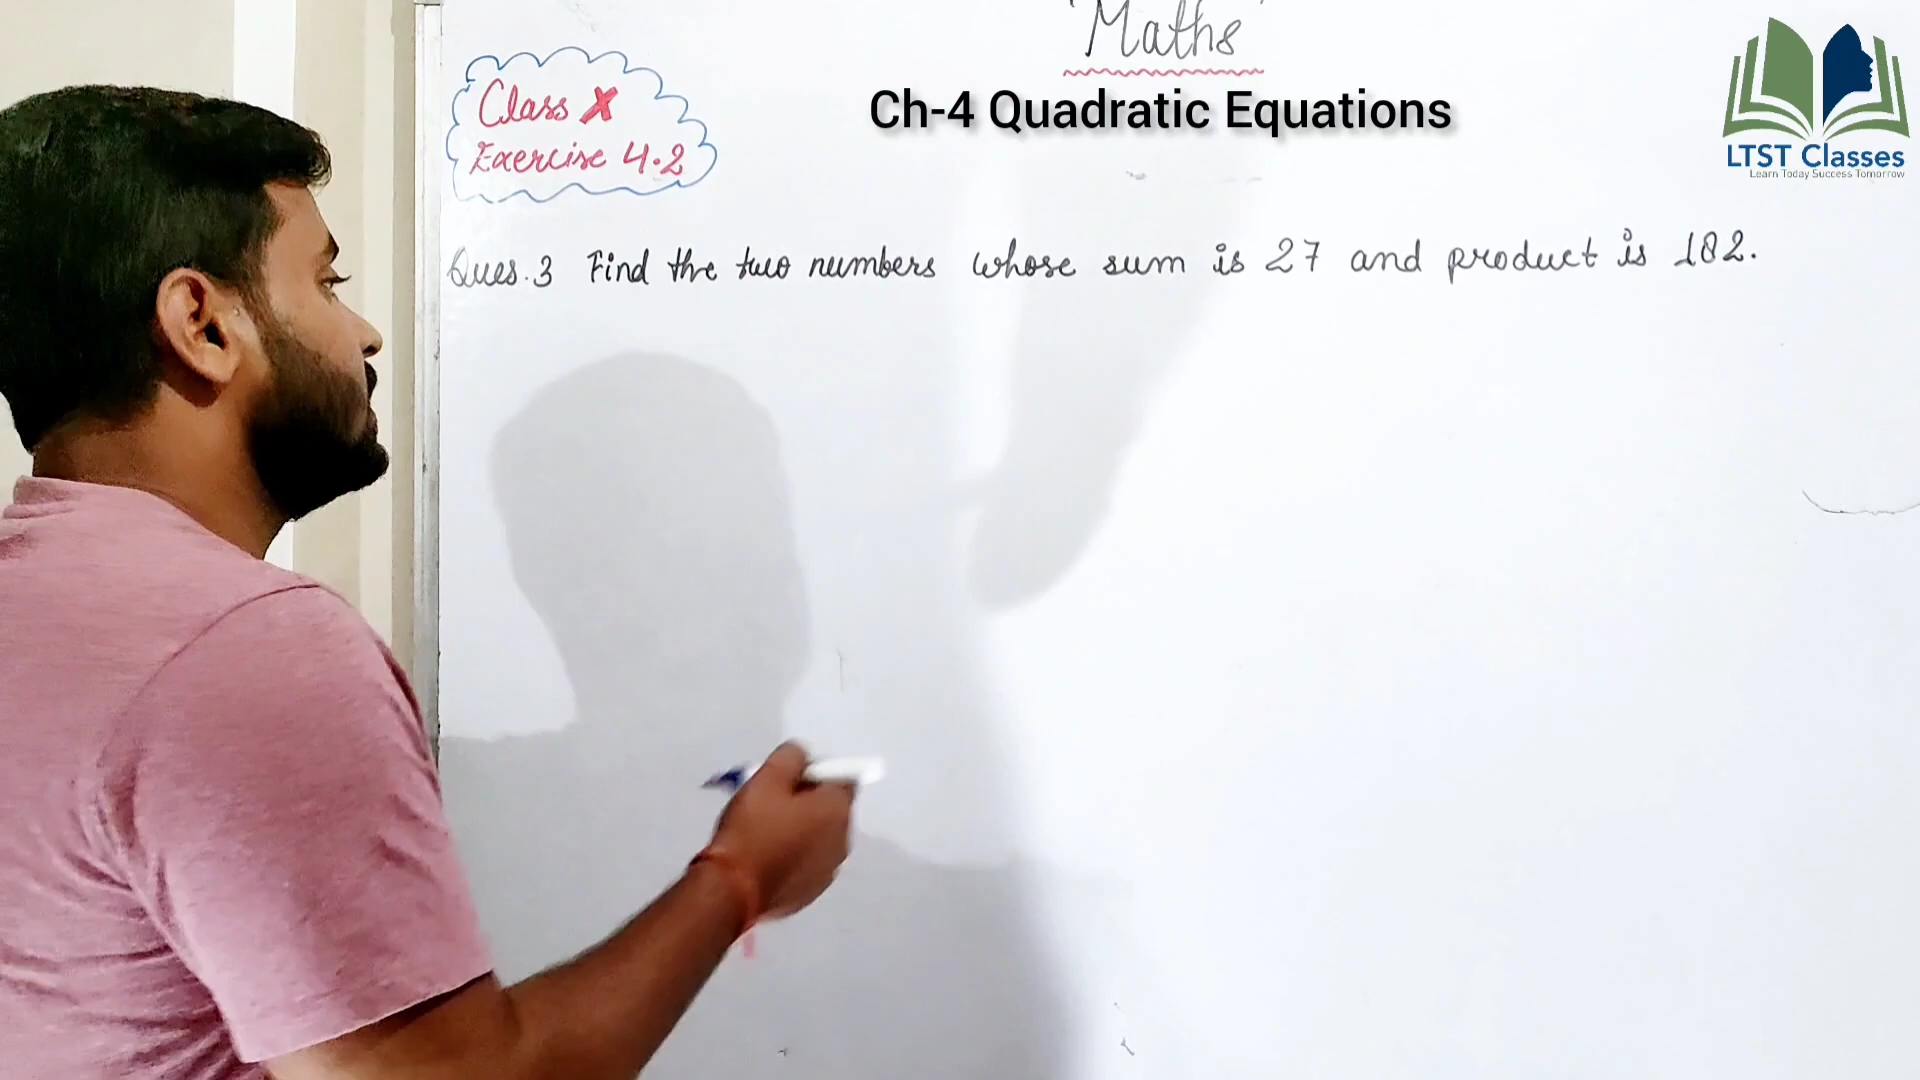 Maths
Class X
Exercise 4.2
Ch-4 Quadratic Equations
LTST Classes
Learn Today Success Tomorrow
Ques.3 Find the two numbers whose sum is 27 and product is 182.